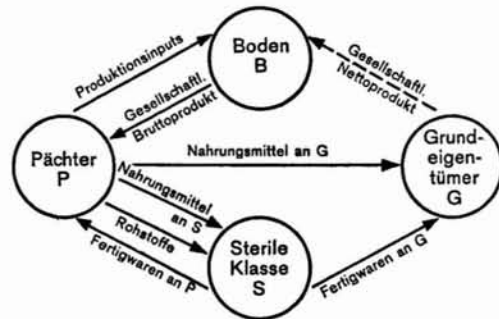 Boden
B
Produktionsinputs
Gesellschaftl.
Bruttoprodukt
Gesellschaftl.
Nettoprodukt
Pächter
P
Nahrungsmittel an G
Grund-
eigen-
tümer
G
Nahrungsmittel
an S
Rohstoffe
Fertigwaren an P
Sterile
Klasse
S
Fertigwaren an G